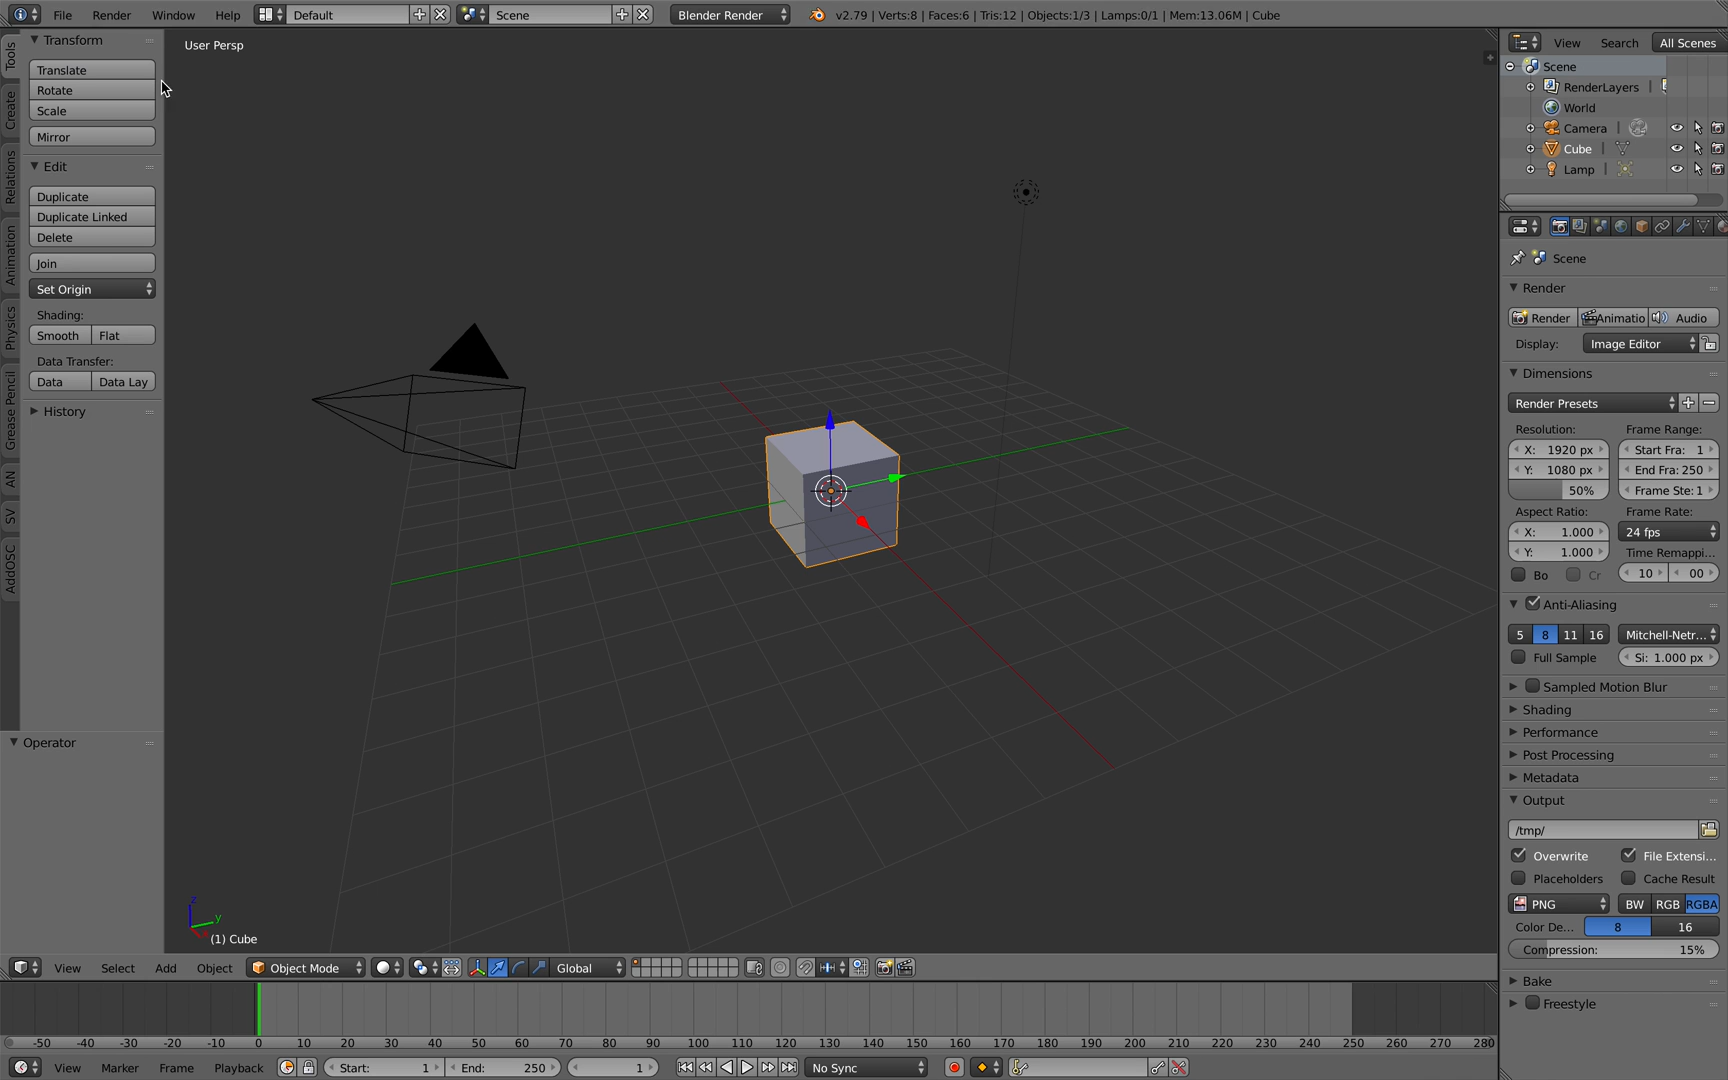 File Render Window Help Default Scene Blender Render v2.79 | Verts:8 | Faces:6 | Tris:12 | Objects:1/3 | Lamps:0/1 | Mem:13.06M | Cube
Tools
Create
Relations
Animation
Physics
Grease Pencil
AN
SV
AddOSC
Transform
Translate
Rotate
Scale
Mirror
Edit
Duplicate
Duplicate Linked
Delete
Join
Set Origin
Shading:
Smooth Flat
Data Transfer:
Data Data Lay
History
Operator
User Persp
z
y
(1) Cube
View Select Add Object Object Mode Global
-50 -40 -30 -20 -10 0 10 20 30 40 50 60 70 80 90 100 110 120 130 140 150 160 170 180 190 200 210 220 230 240 250 260 270 280
View Marker Frame Playback Start: 1 End: 250 1 No Sync
View Search All Scenes
Scene
RenderLayers
World
Camera
Cube
Lamp
Scene
Render
Render Animatio Audio
Display: Image Editor
Dimensions
Render Presets
Resolution: Frame Range:
X: 1920 px Start Fra: 1
Y: 1080 px End Fra: 250
50% Frame Ste: 1
Aspect Ratio: Frame Rate:
X: 1.000 24 fps
Y: 1.000 Time Remappi...
Bo Cr 10 00
Anti-Aliasing
5 8 11 16 Mitchell-Netr...
Full Sample Si: 1.000 px
Sampled Motion Blur
Shading
Performance
Post Processing
Metadata
Output
/tmp/
Overwrite File Extensi...
Placeholders Cache Result
PNG BW RGB RGBA
Color De... 8 16
Compression: 15%
Bake
Freestyle